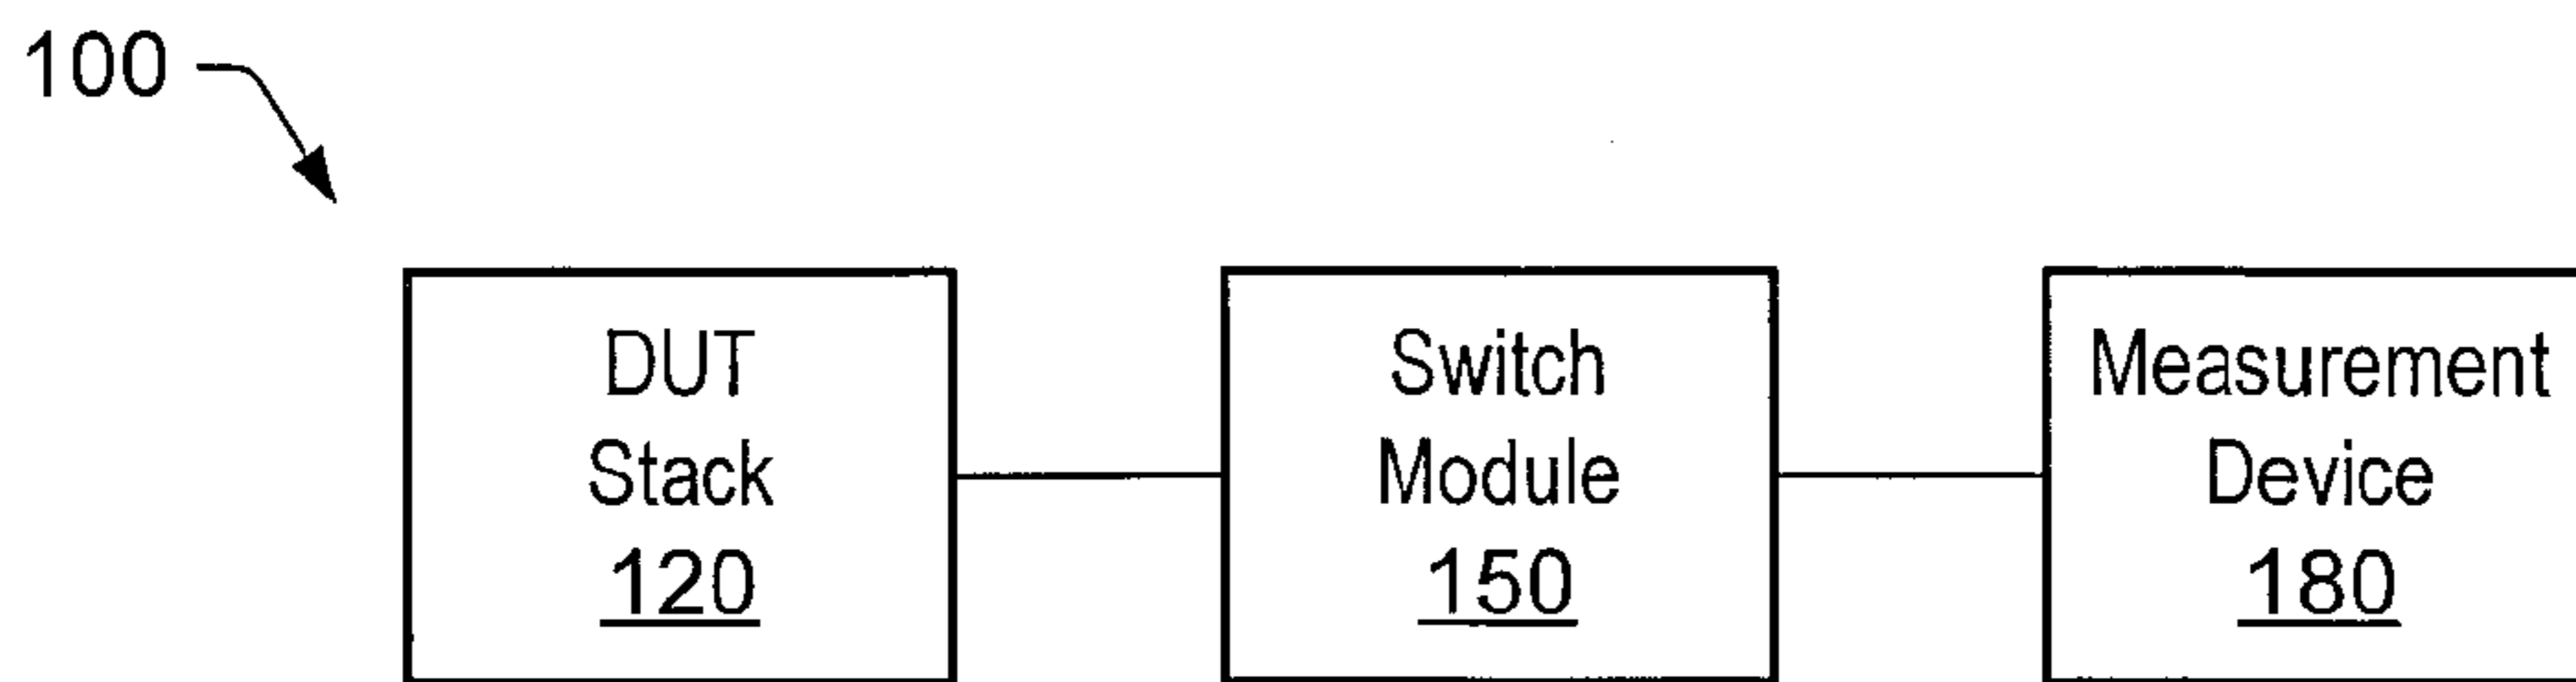 100
DUT
Stack
120
Switch
Module
150
Measurement
Device
180